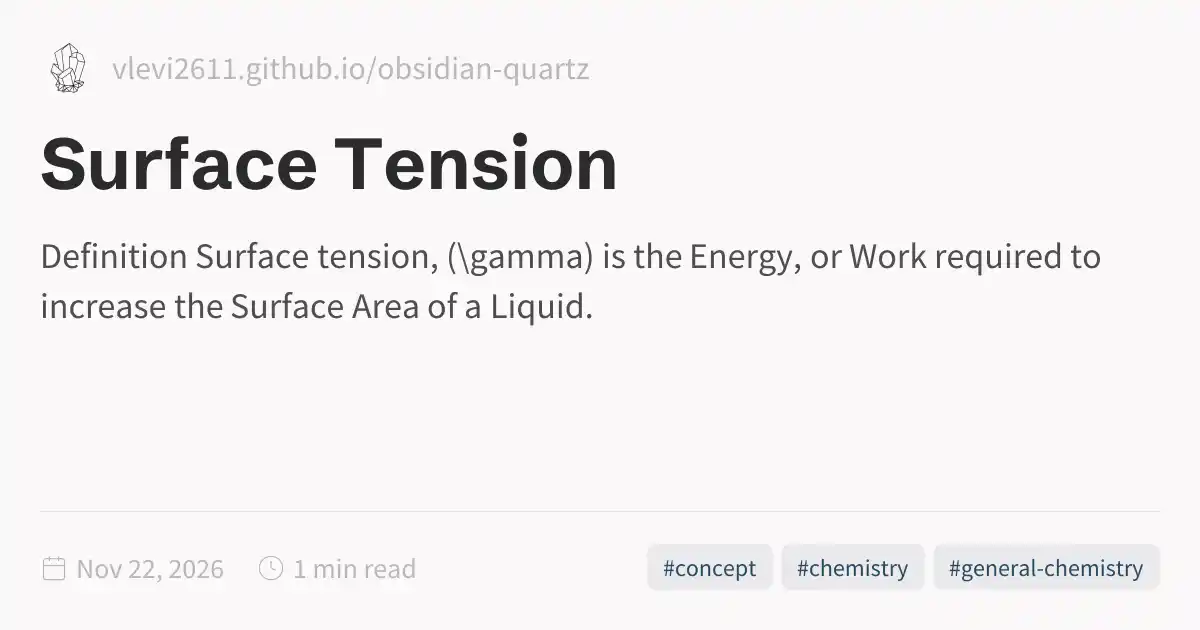 vlevi2611.github.io/obsidian-quartz
Surface Tension
Definition Surface tension, (\gamma) is the Energy, or Work required to
increase the Surface Area of a Liquid.
Nov 22, 2026 1 min read #concept #chemistry #general-chemistry